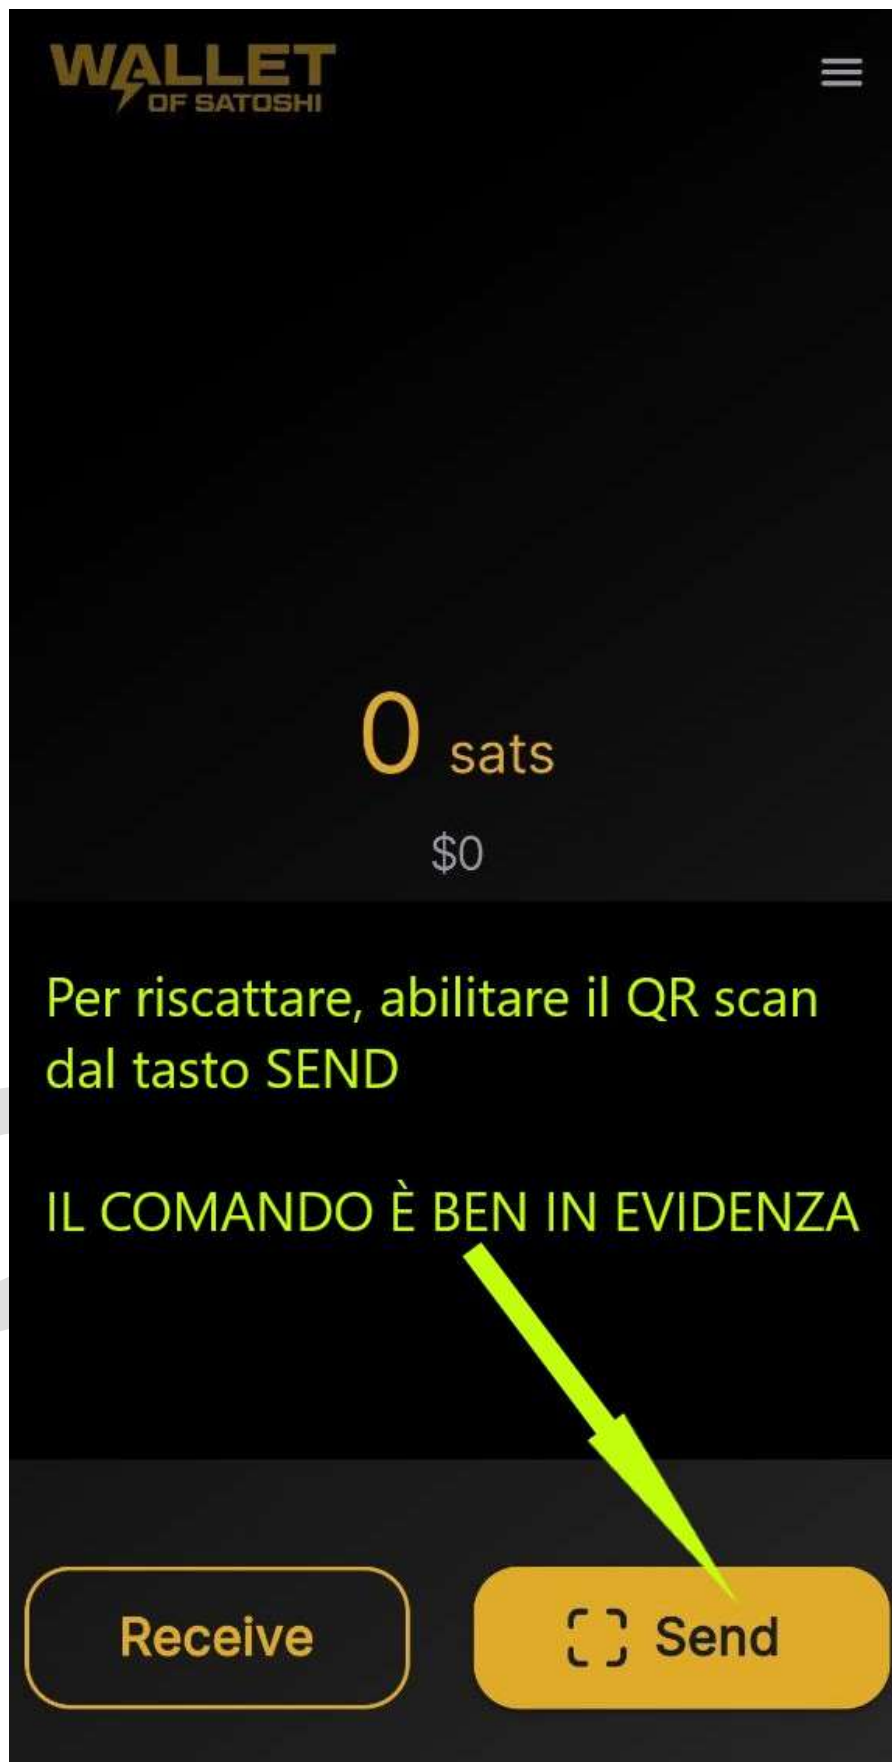 WALLET
OF SATOSHI
0 sats
$0
Per riscattare, abilitare il QR scan
dal tasto SEND
IL COMANDO È BEN IN EVIDENZA
Receive
Send